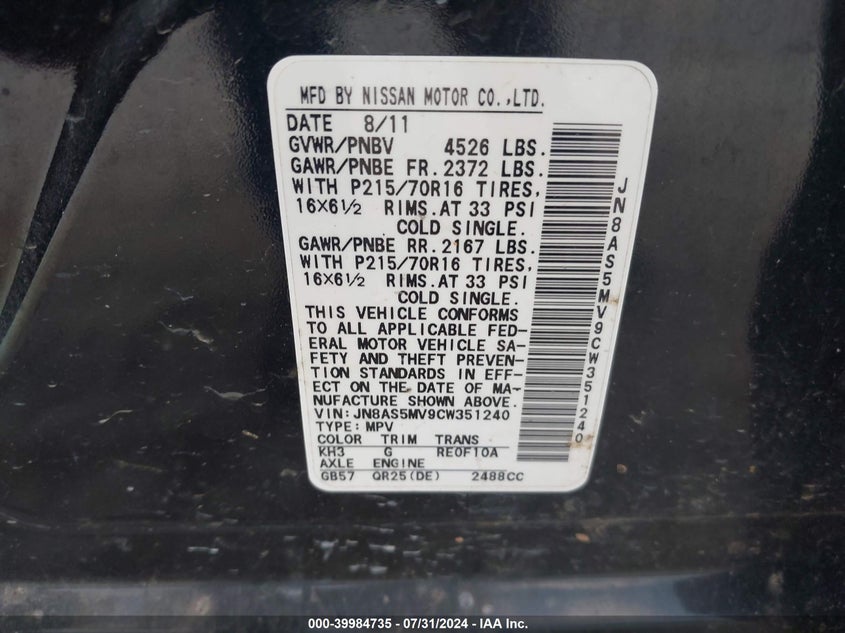 MFD BY NISSAN MOTOR CO.,LTD.
DATE 8/11
GVWR/PNBV 4526 LBS.
GAWR/PNBE FR. 2372 LBS.
WITH P215/70R16 TIRES,
16X6½ RIMS.AT 33 PSI
COLD SINGLE.
GAWR/PNBE RR. 2167 LBS.
WITH P215/70R16 TIRES,
16X6½ RIMS.AT 33 PSI
COLD SINGLE.
THIS VEHICLE CONFORMS
TO ALL APPLICABLE FED-
ERAL MOTOR VEHICLE SA-
FETY AND THEFT PREVEN-
TION STANDARDS IN EFF-
ECT ON THE DATE OF MA-
NUFACTURE SHOWN ABOVE.
VIN:JN8AS5MV9CW351240
TYPE: MPV
COLOR TRIM TRANS
KH3 G RE0F10A
AXLE ENGINE
GB57 QR25(DE) 2488CC
JN8AS5MV9CW351240
000-39984735 - 07/31/2024 - IAA Inc.